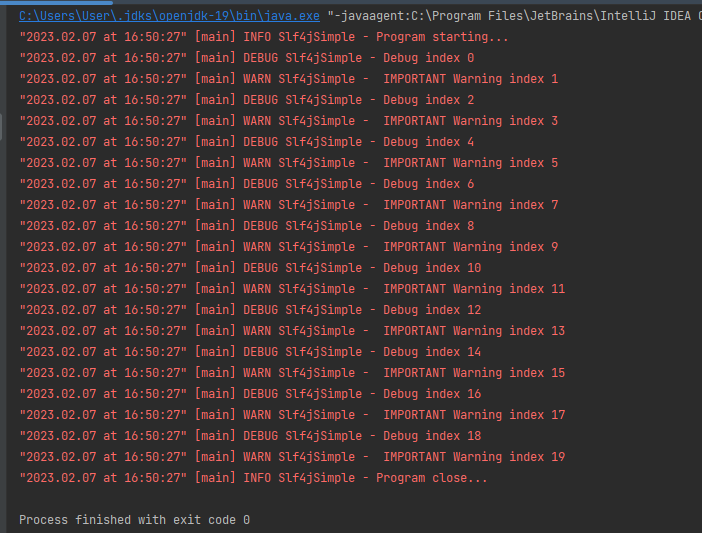 C:\Users\User\.jdks\openjdk-19\bin\java.exe "-javaagent:C:\Program Files\JetBrains\IntelliJ IDEA
"2023.02.07 at 16:50:27" [main] INFO Slf4jSimple - Program starting...
"2023.02.07 at 16:50:27" [main] DEBUG Slf4jSimple - Debug index 0
"2023.02.07 at 16:50:27" [main] WARN Slf4jSimple -  IMPORTANT Warning index 1
"2023.02.07 at 16:50:27" [main] DEBUG Slf4jSimple - Debug index 2
"2023.02.07 at 16:50:27" [main] WARN Slf4jSimple -  IMPORTANT Warning index 3
"2023.02.07 at 16:50:27" [main] DEBUG Slf4jSimple - Debug index 4
"2023.02.07 at 16:50:27" [main] WARN Slf4jSimple -  IMPORTANT Warning index 5
"2023.02.07 at 16:50:27" [main] DEBUG Slf4jSimple - Debug index 6
"2023.02.07 at 16:50:27" [main] WARN Slf4jSimple -  IMPORTANT Warning index 7
"2023.02.07 at 16:50:27" [main] DEBUG Slf4jSimple - Debug index 8
"2023.02.07 at 16:50:27" [main] WARN Slf4jSimple -  IMPORTANT Warning index 9
"2023.02.07 at 16:50:27" [main] DEBUG Slf4jSimple - Debug index 10
"2023.02.07 at 16:50:27" [main] WARN Slf4jSimple -  IMPORTANT Warning index 11
"2023.02.07 at 16:50:27" [main] DEBUG Slf4jSimple - Debug index 12
"2023.02.07 at 16:50:27" [main] WARN Slf4jSimple -  IMPORTANT Warning index 13
"2023.02.07 at 16:50:27" [main] DEBUG Slf4jSimple - Debug index 14
"2023.02.07 at 16:50:27" [main] WARN Slf4jSimple -  IMPORTANT Warning index 15
"2023.02.07 at 16:50:27" [main] DEBUG Slf4jSimple - Debug index 16
"2023.02.07 at 16:50:27" [main] WARN Slf4jSimple -  IMPORTANT Warning index 17
"2023.02.07 at 16:50:27" [main] DEBUG Slf4jSimple - Debug index 18
"2023.02.07 at 16:50:27" [main] WARN Slf4jSimple -  IMPORTANT Warning index 19
"2023.02.07 at 16:50:27" [main] INFO Slf4jSimple - Program close...
Process finished with exit code 0